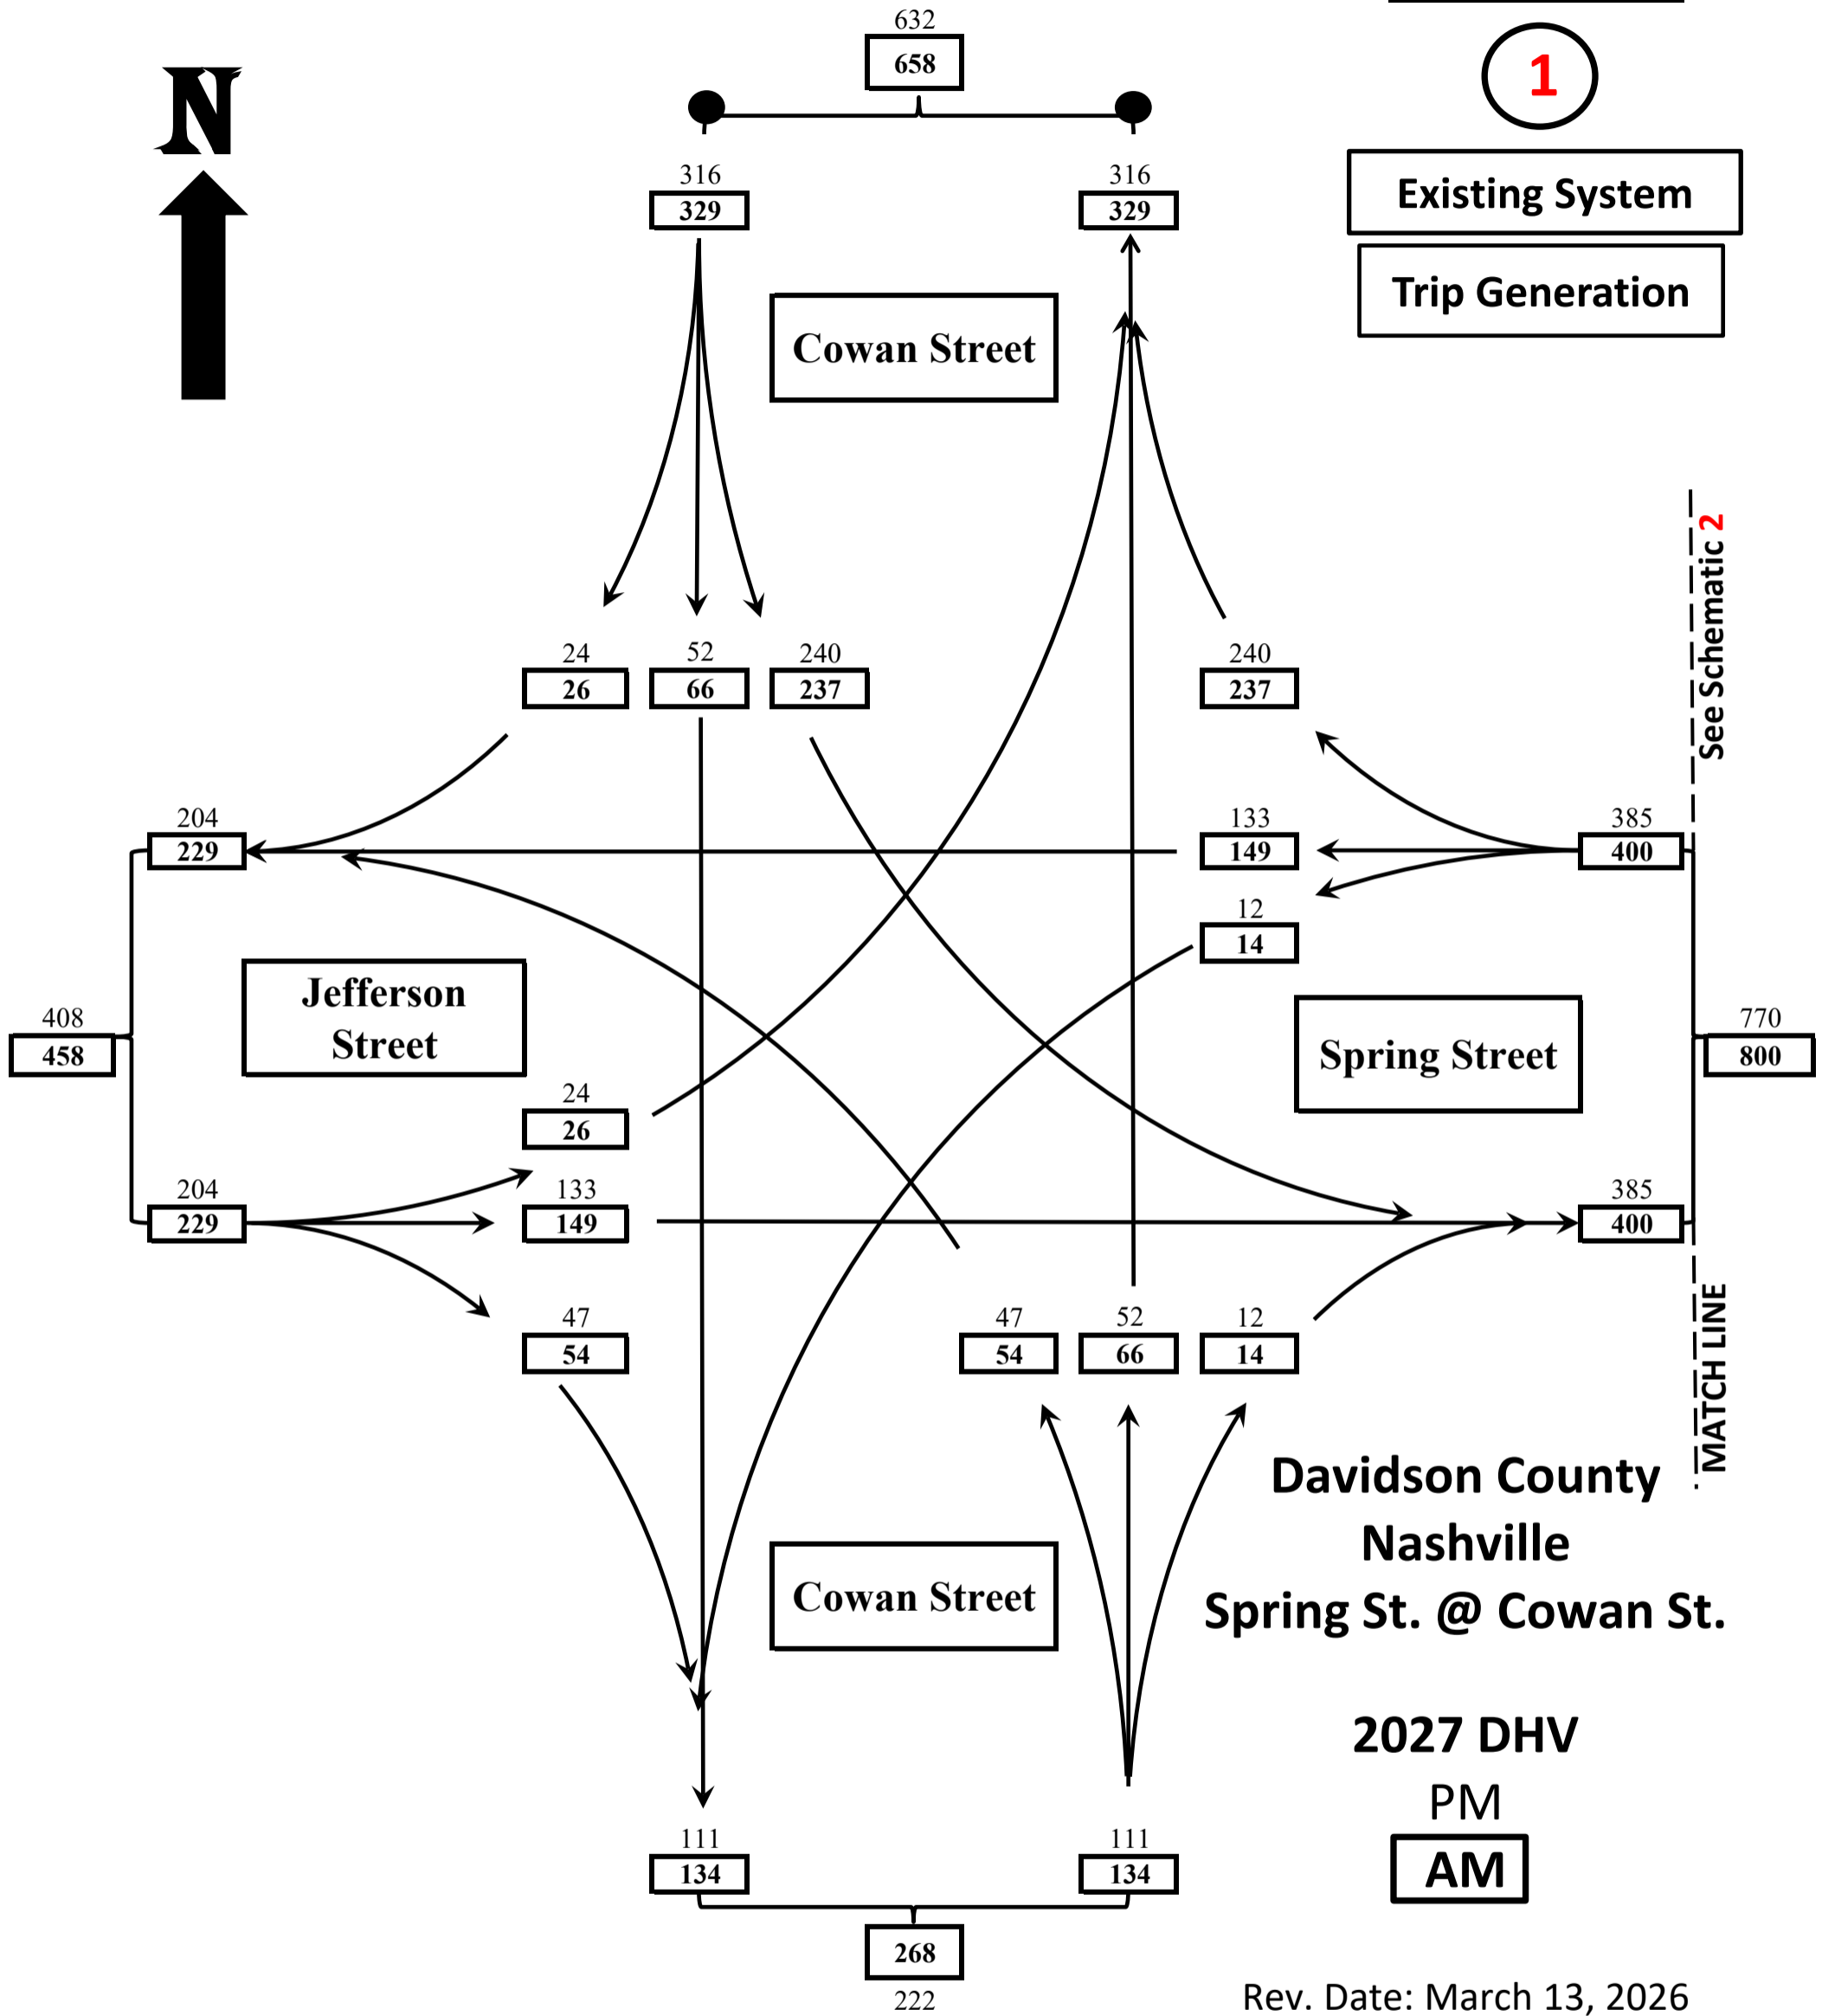 632
658
1
N
316
316
329
329
Existing System
Trip Generation
Cowan Street
See Schematic 2
24
52
240
240
26
66
237
237
204
133
385
229
149
400
12
14
Jefferson
Street
408
458
Spring Street
770
800
24
26
204
133
385
229
149
400
47
47
52
12
54
54
66
14
MATCH LINE
Davidson County
Nashville
Spring St. @ Cowan St.
Cowan Street
2027 DHV
PM
AM
111
111
134
134
268
222
Rev. Date: March 13, 2026